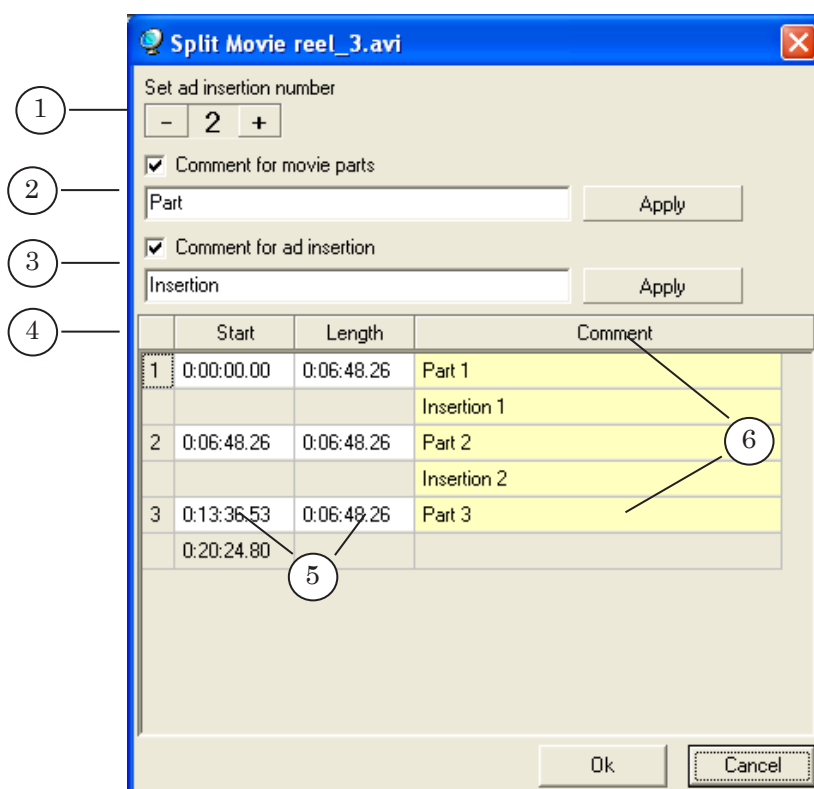 Split Movie reel_3.avi
Set ad insertion number
1
- 2 +
Comment for movie parts
2
Part Apply
Comment for ad insertion
3
Insertion Apply
4
Start Length Comment
1 0:00:00.00 0:06:48.26 Part 1
Insertion 1
2 0:06:48.26 0:06:48.26 Part 2
6
Insertion 2
3 0:13:36.53 0:06:48.26 Part 3
0:20:24.80
5
Ok Cancel